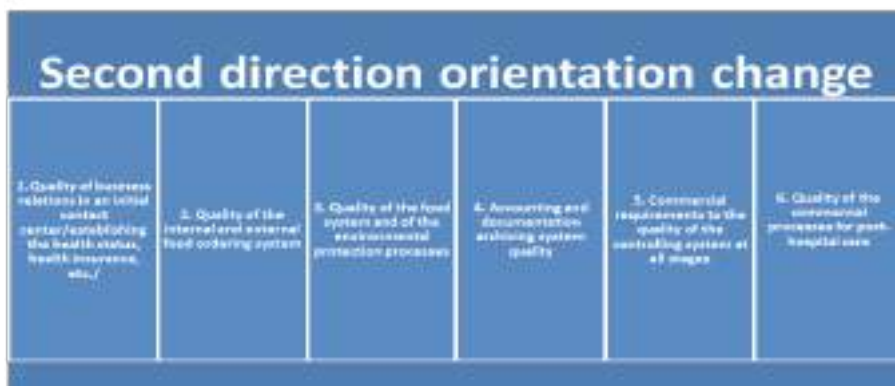 Second direction orientation change
1. Quality of business
relations in an initial
contact
center/establishing
the health status,
health insurance,
etc./
2. Quality of the
internal and external
food ordering system
3. Quality of the food
system and of the
environmental
protection processes
4. Accounting and
documentation
archiving system
quality
5. Commercial
requirements to the
quality of the
controlling system at
all stages
6. Quality of the
commercial
processes for post-
hospital care